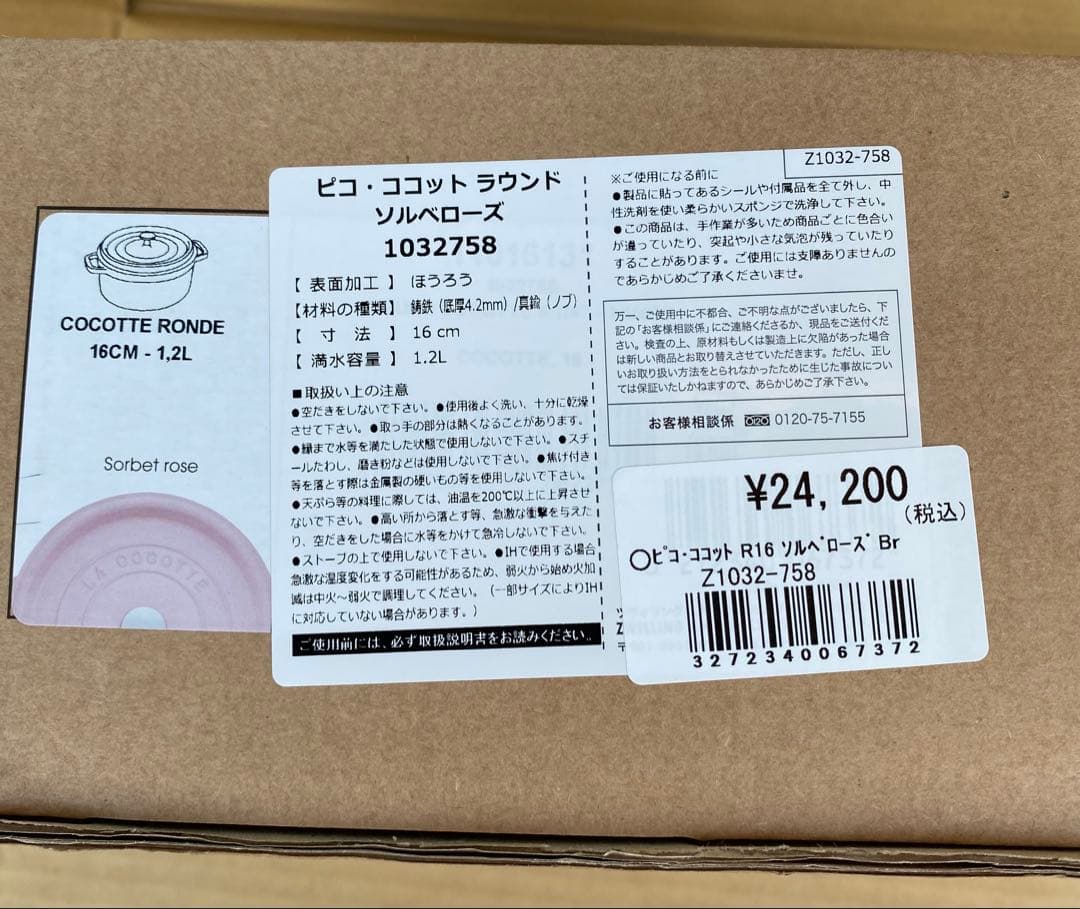 COCOTTE RONDE
16CM - 1,2L
Sorbet rose
LA COCOTTE
ピコ・ココット ラウンド
ソルベローズ
1032758
【 表面加工 】 ほうろう
【材料の種類】 鋳鉄（底厚4.2mm）/真鍮（ノブ）
【 寸 法 】 16 cm
【 満水容量 】 1.2L
■取扱い上の注意
●空だきをしないで下さい。●使用後よく洗い、十分に乾燥
させて下さい。●取っ手の部分は熱くなることがあります。
●縁まで水等を満たした状態で使用しないで下さい。●スチ
ールたわし、磨き粉などは使用しないで下さい。●焦げ付き
等を落とす際は金属製の硬いもの等を使用しないで下さい。
●天ぷら等の料理に際しては、油温を200℃以上に上昇させ
ないで下さい。●高い所から落とす等、急激な衝撃を与えた
り、空だきをした場合に水等をかけて急冷しないで下さい。
●ストーブの上で使用しないで下さい。●IHで使用する場合
急激な温度変化をする可能性があるため、弱火から始め火加
減は中火～弱火で調理してください。（一部サイズによりIH
に対応していない場合があります。）
ご使用前には、必ず取扱説明書をお読みください。
Z1032-758
※ご使用になる前に
●製品に貼ってあるシールや付属品を全て外し、中
性洗剤を使い柔らかいスポンジで洗浄して下さい。
●この商品は、手作業が多いため商品ごとに色合い
が違っていたり、突起や小さな気泡が残っていたり
することがあります。ご使用には支障ありませんの
であらかじめご了承くださいませ。
万一、ご使用中に不都合、ご不明な点がございましたら、下
記の「お客様相談係」にご連絡くださるか、現品をご送付くだ
さい。検査の上、原材料もしくは製造上に欠陥があった場合
は新しい商品とお取り替えさせていただきます。ただし、正し
いお取り扱い方法をとられなかったために生じた事故につい
ては保証いたしかねますので、あらかじめご了承下さい。
お客様相談係 0120-75-7155
¥24,200
(税込)
○ﾋﾟｺ･ｺｺｯﾄ R16 ｿﾙﾍﾞﾛｰｽﾞ Br
Z1032-758
3272340067372